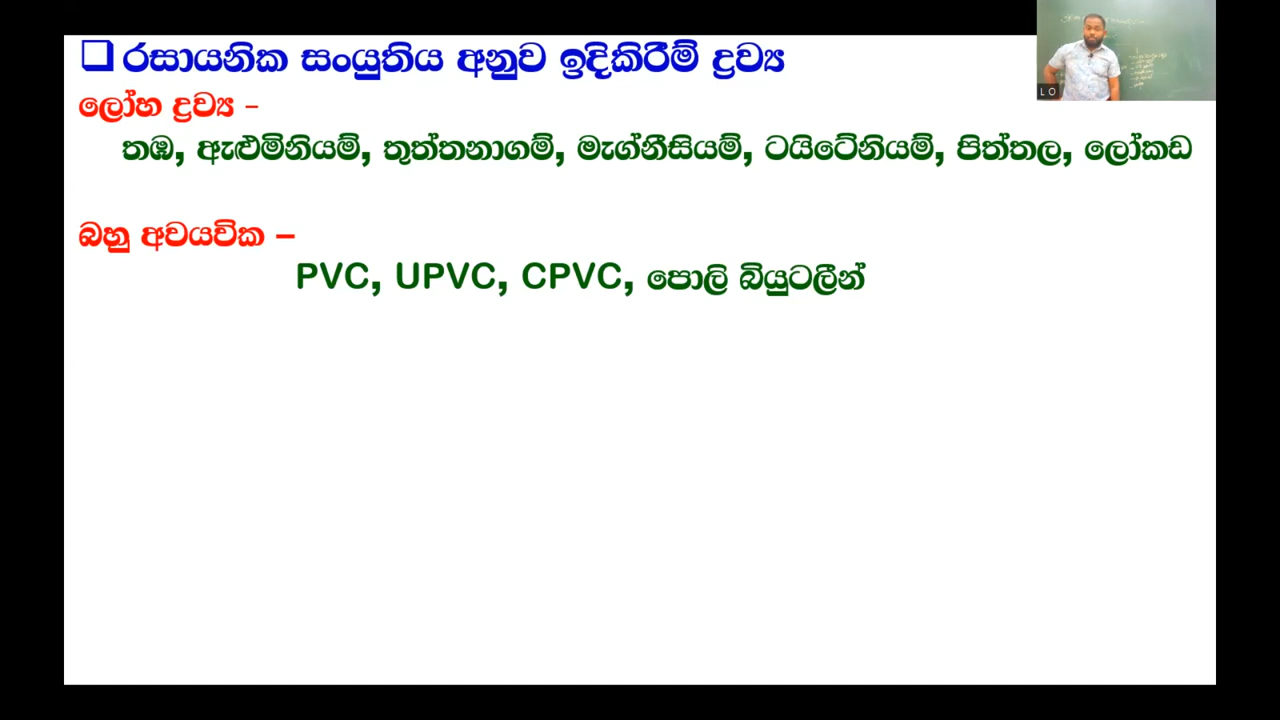 ❑ රසායනික සංයුතිය අනුව ඉදිකිරීම් ද්‍රව්‍ය
ලෝහ ද්‍රව්‍ය -
තඹ, ඇළුමිනියම්, තුත්තනාගම්, මැග්නීසියම්, ටයිටේනියම්, පිත්තල, ලෝකඩ
බහු අවයවික –
PVC, UPVC, CPVC, පොලි බියුටලීන්
L O